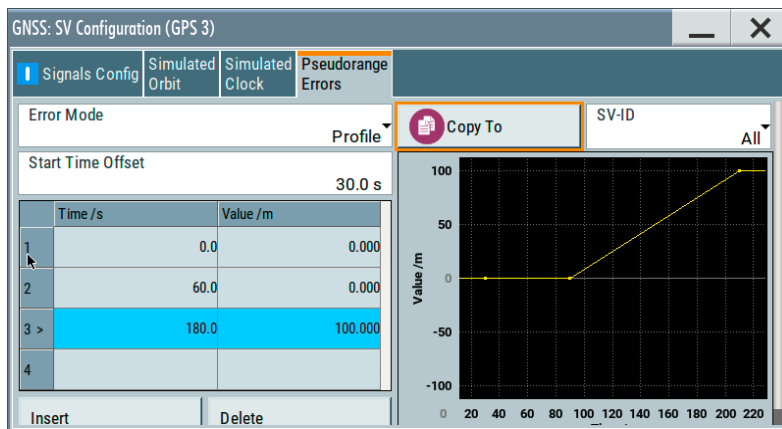 GNSS: SV Configuration (GPS 3)
Signals Config
Simulated Orbit
Simulated Clock
Pseudorange Errors
Error Mode
Profile
Copy To
SV-ID
All
Start Time Offset
30.0 s
Time /s Value /m
1 0.0 0.000
2 60.0 0.000
3 > 180.0 100.000
4
Insert Delete
Value /m
100
50
0
-50
-100
0 20 40 60 80 100 120 140 160 180 200 220